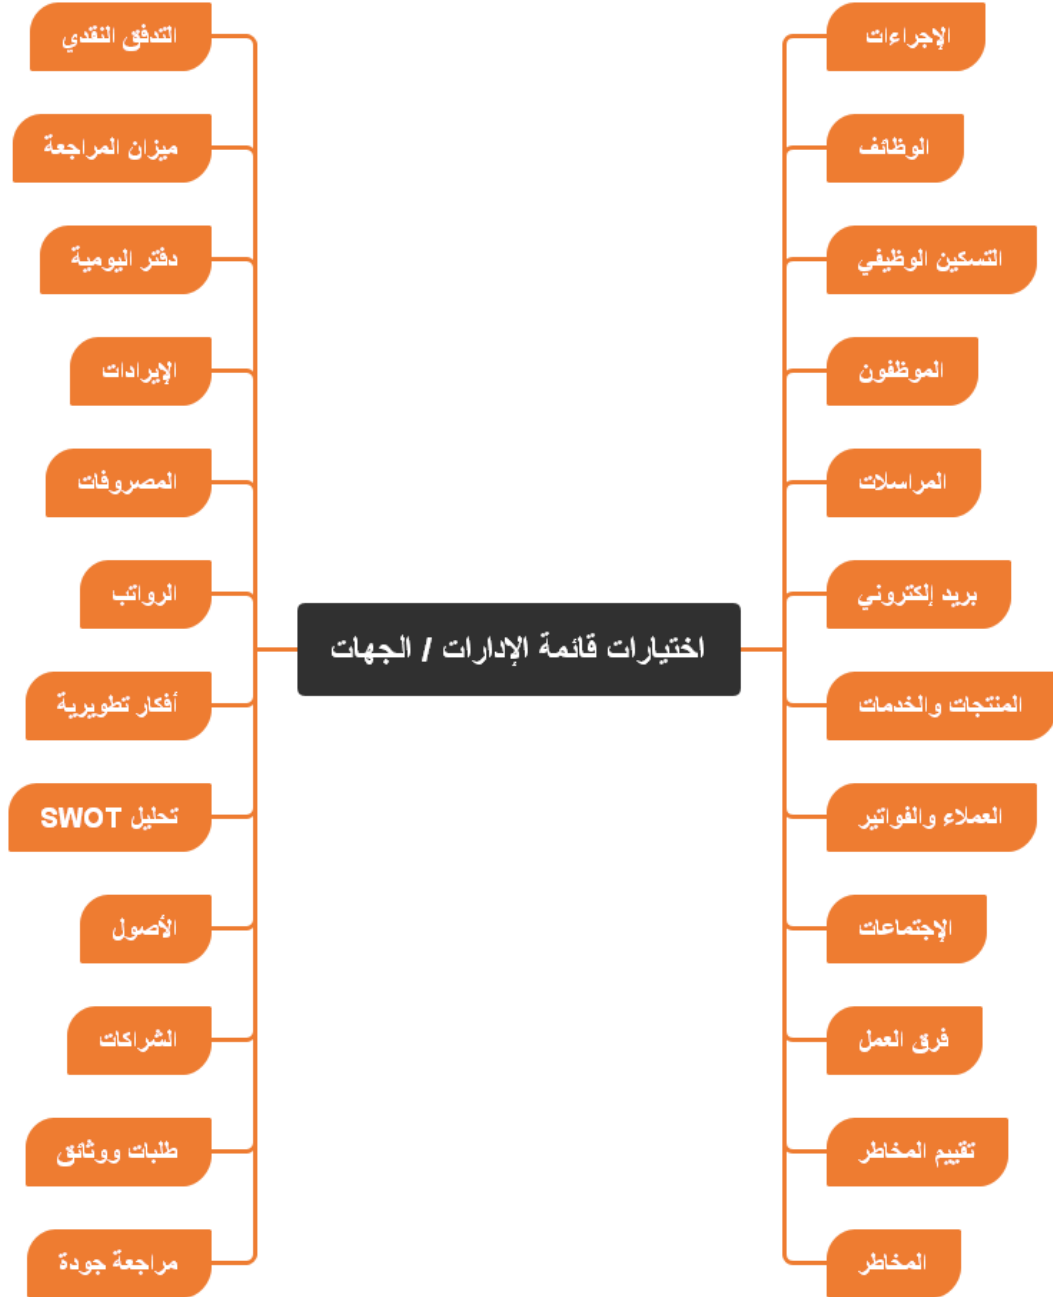 اختيارات قائمة الإدارات / الجهات
الإجراءات
الوظائف
التسكين الوظيفي
الموظفون
المراسلات
بريد إلكتروني
المنتجات والخدمات
العملاء والفواتير
الإجتماعات
فرق العمل
تقييم المخاطر
المخاطر
التدفق النقدي
ميزان المراجعة
دفتر اليومية
الإيرادات
المصروفات
الرواتب
أفكار تطويرية
تحليل SWOT
الأصول
الشراكات
طلبات ووثائق
مراجعة جودة